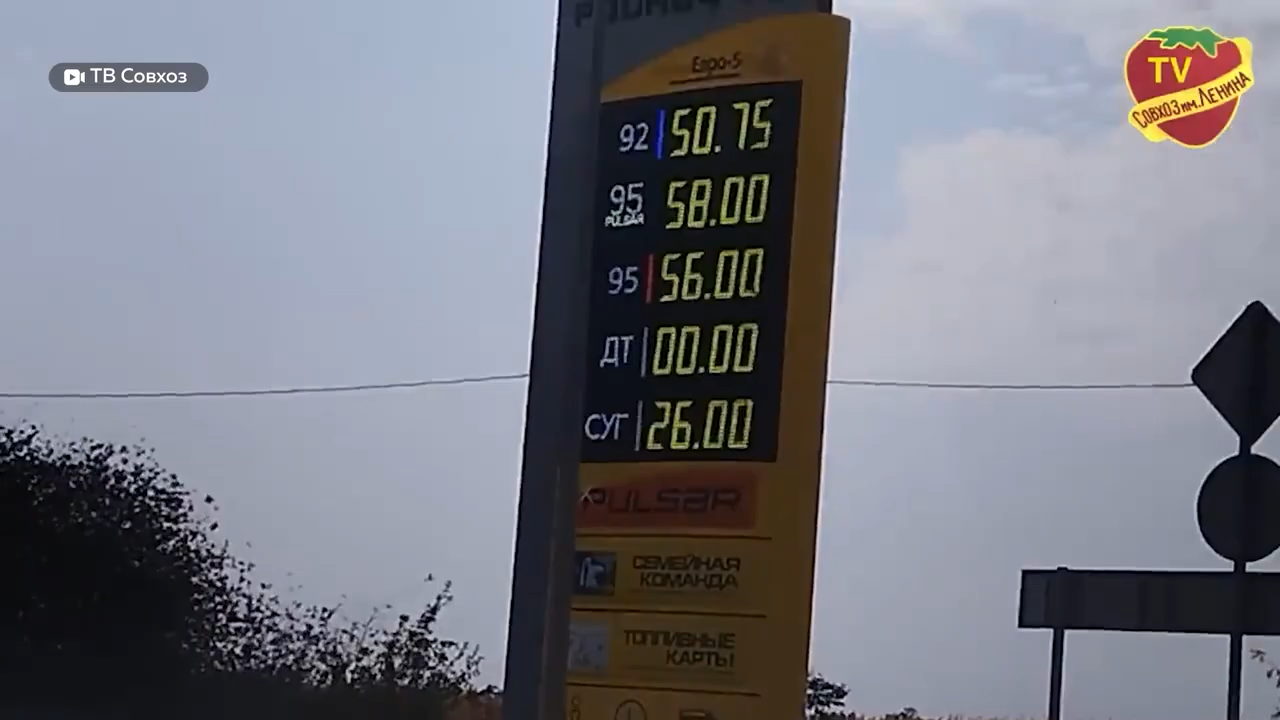 ТВ Совхоз
TV
СОВХОЗ им. ЛЕНИНА
Евро-5
92 50.75
95 58.00
PULSAR
95 56.00
ДТ 00.00
СУГ 26.00
PULSAR
СЕМЕЙНАЯ
КОМАНДА
ТОПЛИВНЫЕ
КАРТЫ